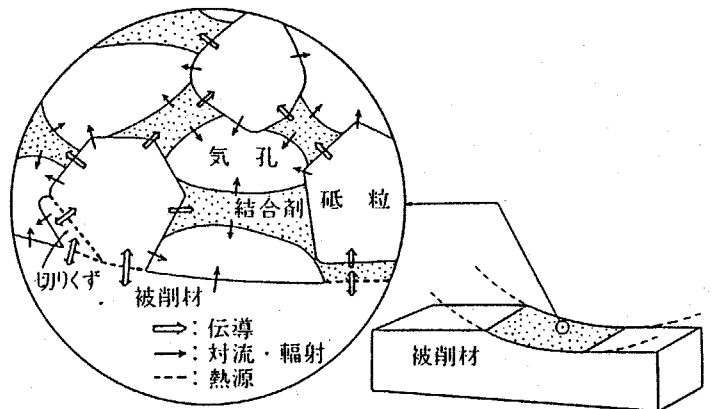 気 孔
砥 粒
結合剤
切りくず
被削材
⇨：伝導
→：対流・輻射
---：熱源
被削材